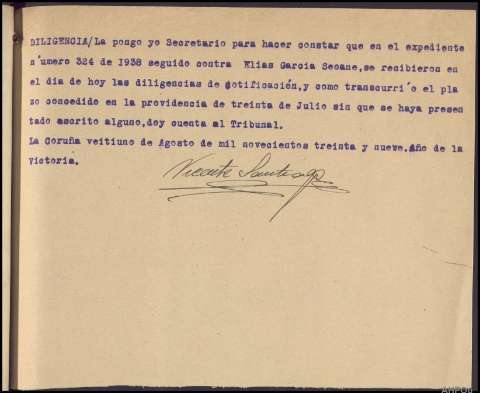 DILIGENCIA/La pongo yo Secretario para hacer constar que en el expediente
n´umero 324 de 1938 seguido contra Elias Garcia Seoane,se recibieron en
el dia de hoy las diligencias de notificación,y como transcurri´o el pla
zo concedido en la providencia de treinta de Julio sin que se haya presen
tado escrito alguno,doy cuenta al Tribunal.
La Coruña veitiuno de Agosto de mil novecientos treinta y nueve.Año de la
Victoria.
Vicente Santiago